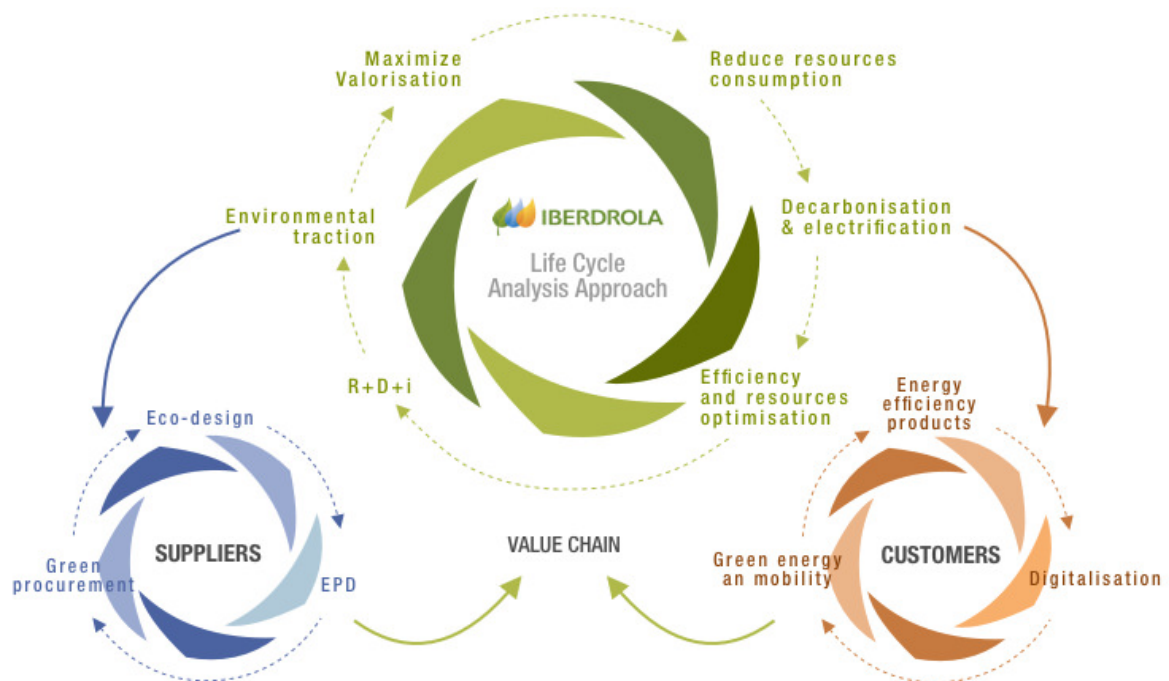 Maximize
Valorisation
Reduce resources
consumption
Environmental
traction
IBERDROLA
Life Cycle
Analysis Approach
Decarbonisation
& electrification
R+D+i
Efficiency
and resources
optimisation
Eco-design
SUPPLIERS
Green
procurement
EPD
VALUE CHAIN
Energy
efficiency
products
CUSTOMERS
Green energy
an mobility
Digitalisation